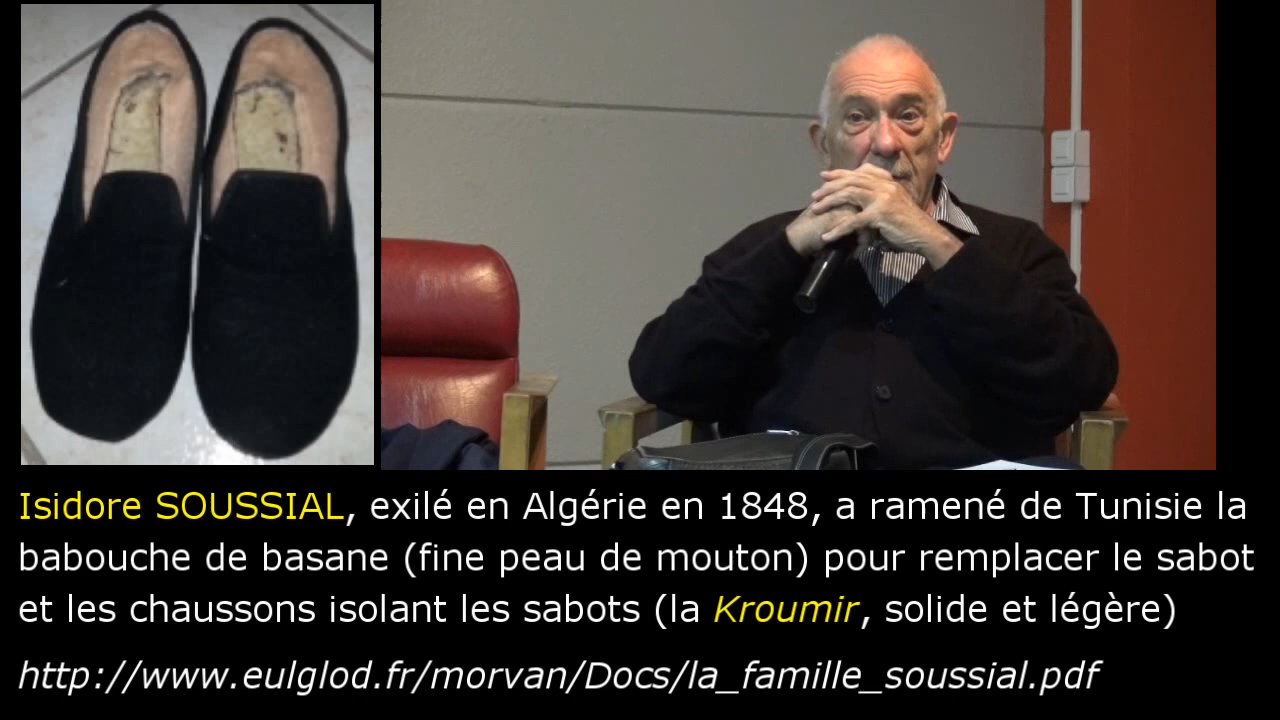 Isidore SOUSSIAL, exilé en Algérie en 1848, a ramené de Tunisie la
babouche de basane (fine peau de mouton) pour remplacer le sabot
et les chaussons isolant les sabots (la Kroumir, solide et légère)
http://www.eulglod.fr/morvan/Docs/la_famille_soussial.pdf